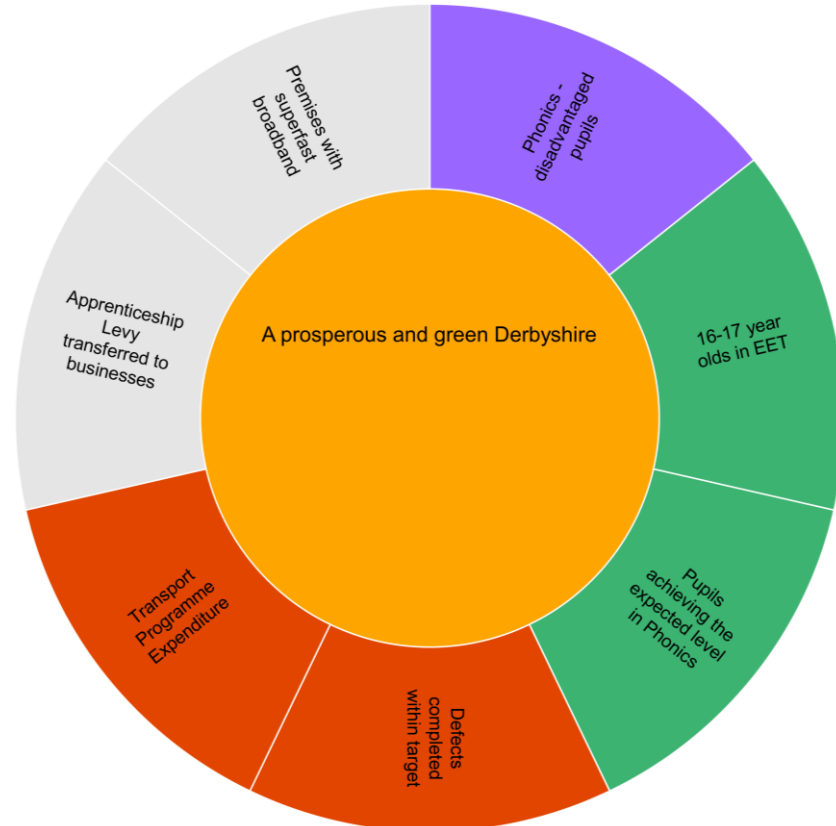 A prosperous and green Derbyshire
Phonics -
disadvantaged
pupils
16-17 year
olds in EET
Pupils
achieving the
expected level
in Phonics
Defects
completed
within target
Transport
Programme
Expenditure
Apprenticeship
Levy
transferred to
businesses
Premises with
superfast
broadband